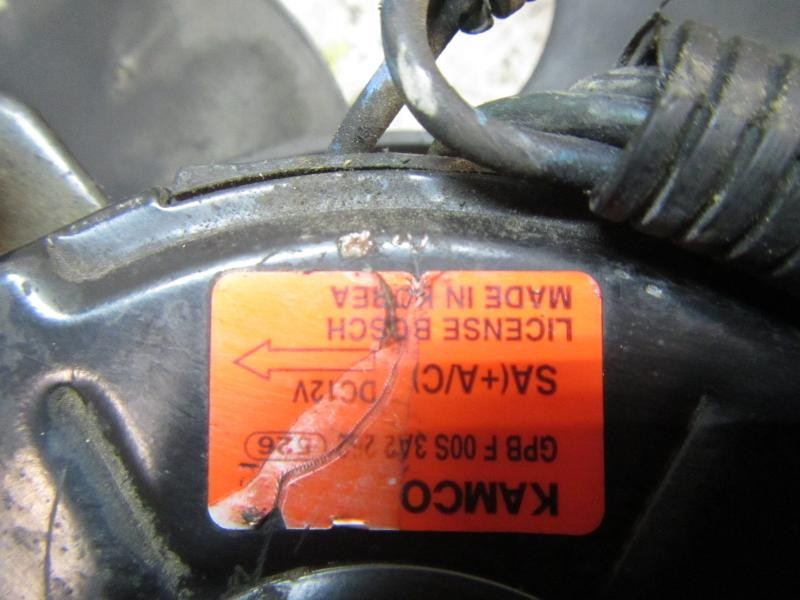 KAMCO
GPB F 00S 3A2 526
SA(+A/C) DC12V
LICENSE BOSCH
MADE IN KOREA